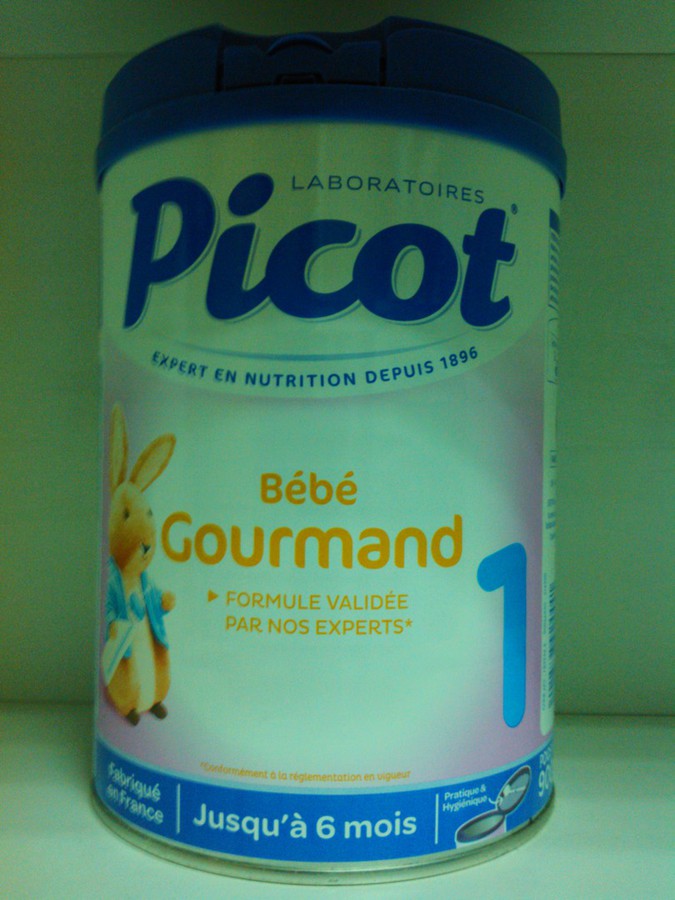 LABORATOIRES
Picot®
EXPERT EN NUTRITION DEPUIS 1896
Bébé
Gourmand
1
▶ FORMULE VALIDÉE
PAR NOS EXPERTS*
*Conformément à la réglementation en vigueur
Fabriqué
en France
Jusqu'à 6 mois
Pratique &
Hygiénique